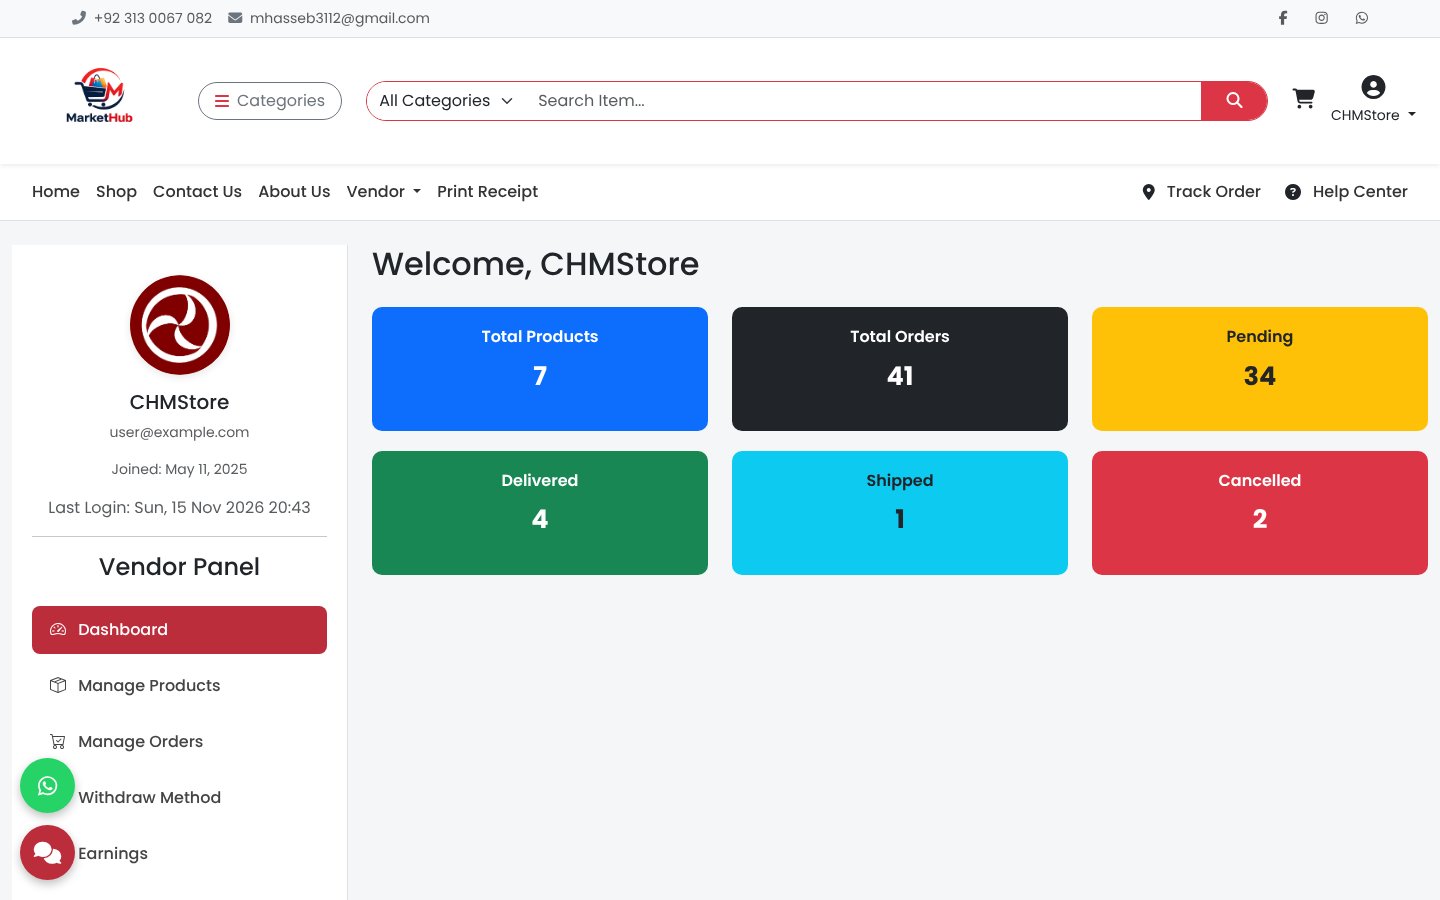 +92 313 0067 082 mhasseb3112@gmail.com
MarketHub
Categories
All Categories
Search Item...
CHMStore
Home Shop Contact Us About Us Vendor Print Receipt
Track Order Help Center
CHMStore
user@example.com
Joined: May 11, 2025
Last Login: Sun, 15 Nov 2026 20:43
Vendor Panel
Dashboard
Manage Products
Manage Orders
Withdraw Method
Earnings
Welcome, CHMStore
Total Products
7
Total Orders
41
Pending
34
Delivered
4
Shipped
1
Cancelled
2